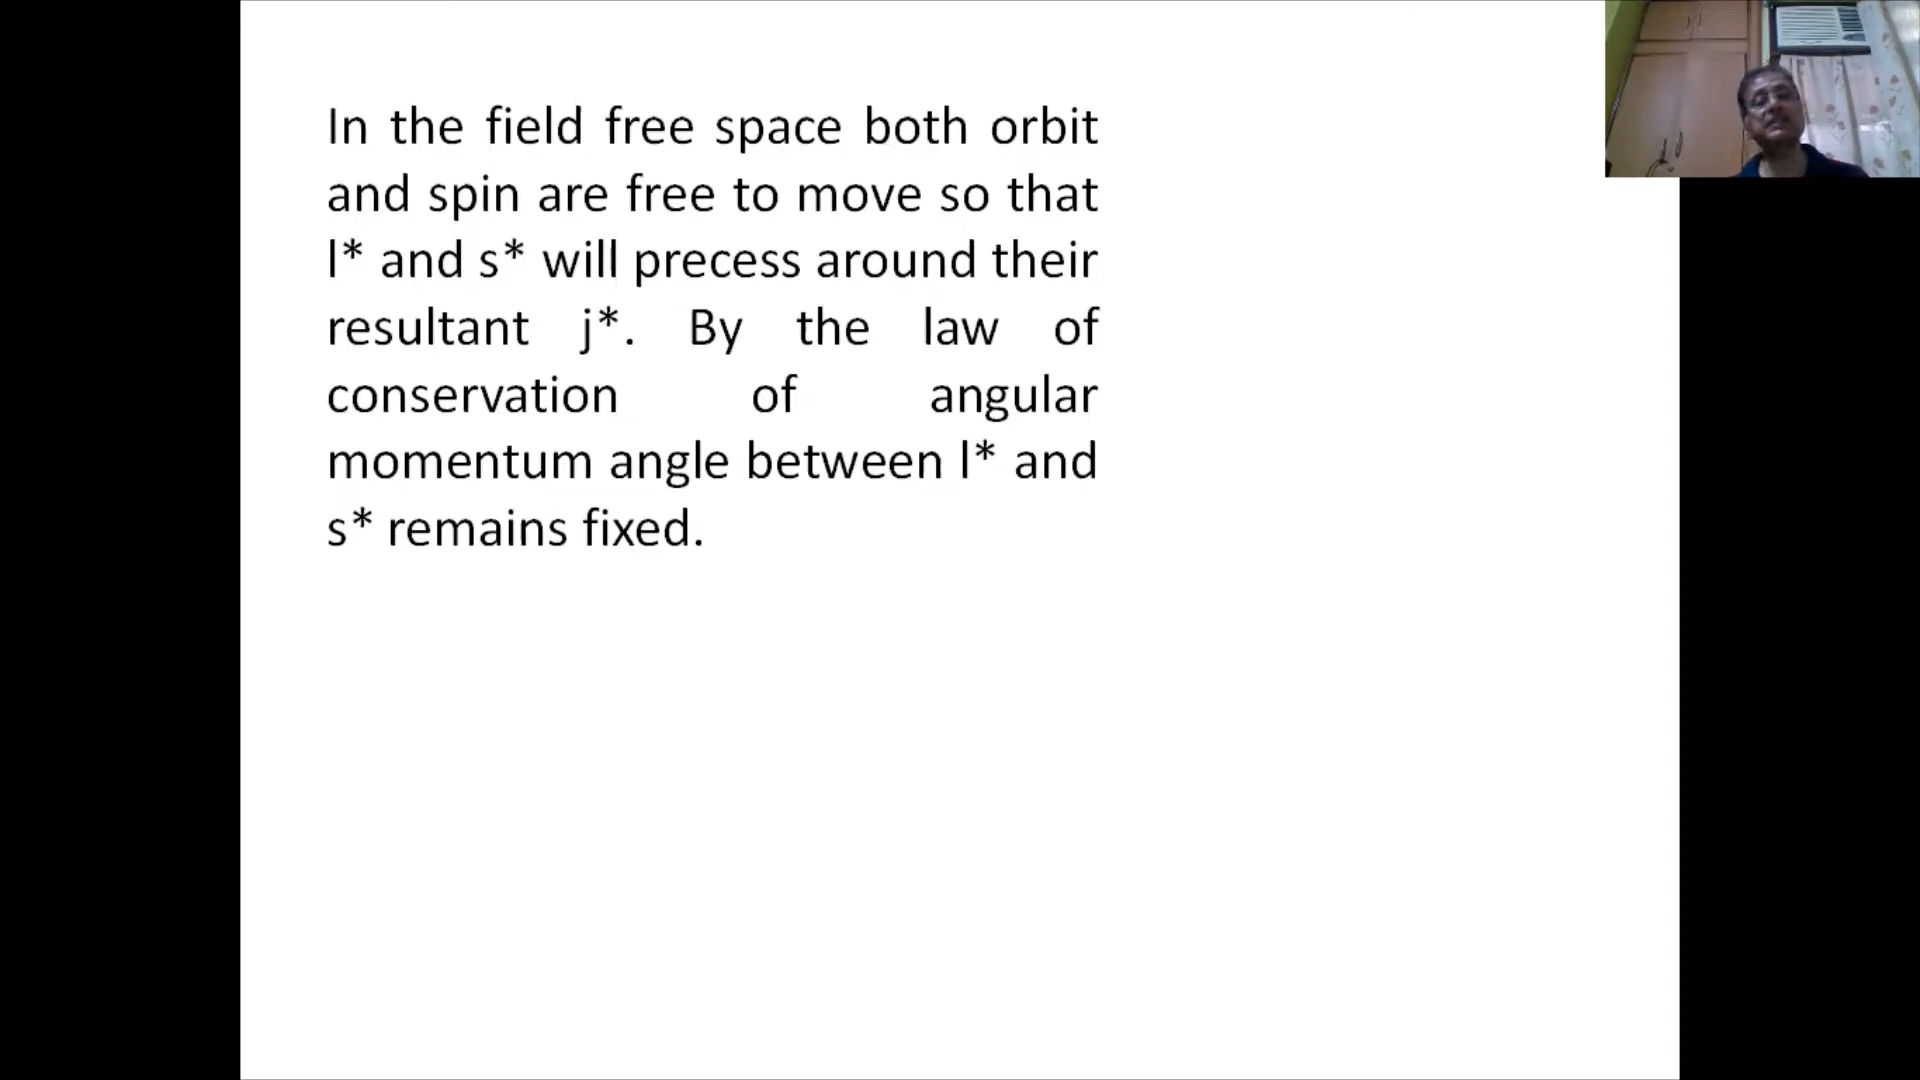 In the field free space both orbit
and spin are free to move so that
l* and s* will precess around their
resultant j*. By the law of
conservation of angular
momentum angle between l* and
s* remains fixed.